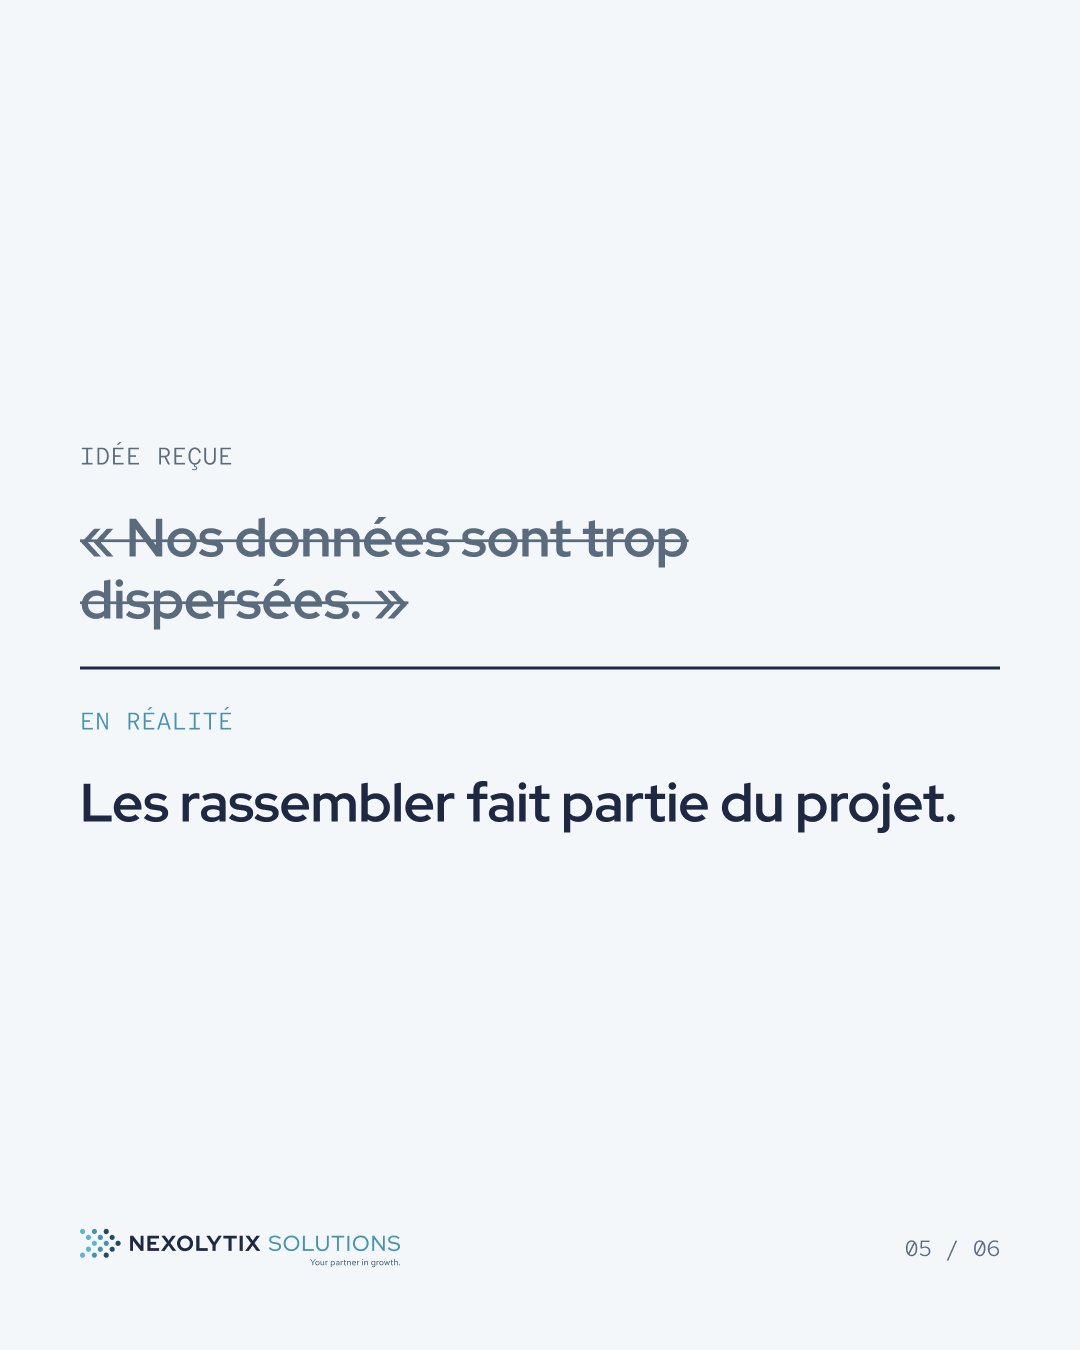 IDÉE REÇUE
« Nos données sont trop
dispersées. »
EN RÉALITÉ
Les rassembler fait partie du projet.
NEXOLYTIX SOLUTIONS
Your partner in growth.
05 / 06